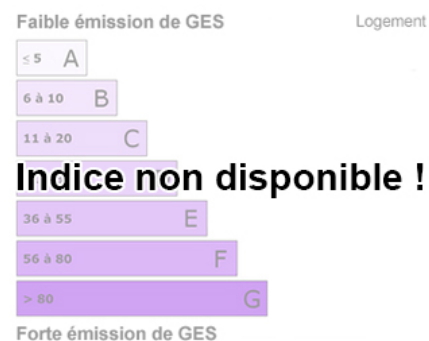 Faible émission de GES
Logement
≤ 5 A
6 à 10 B
11 à 20 C
Indice non disponible !
36 à 55 E
56 à 80 F
> 80 G
Forte émission de GES